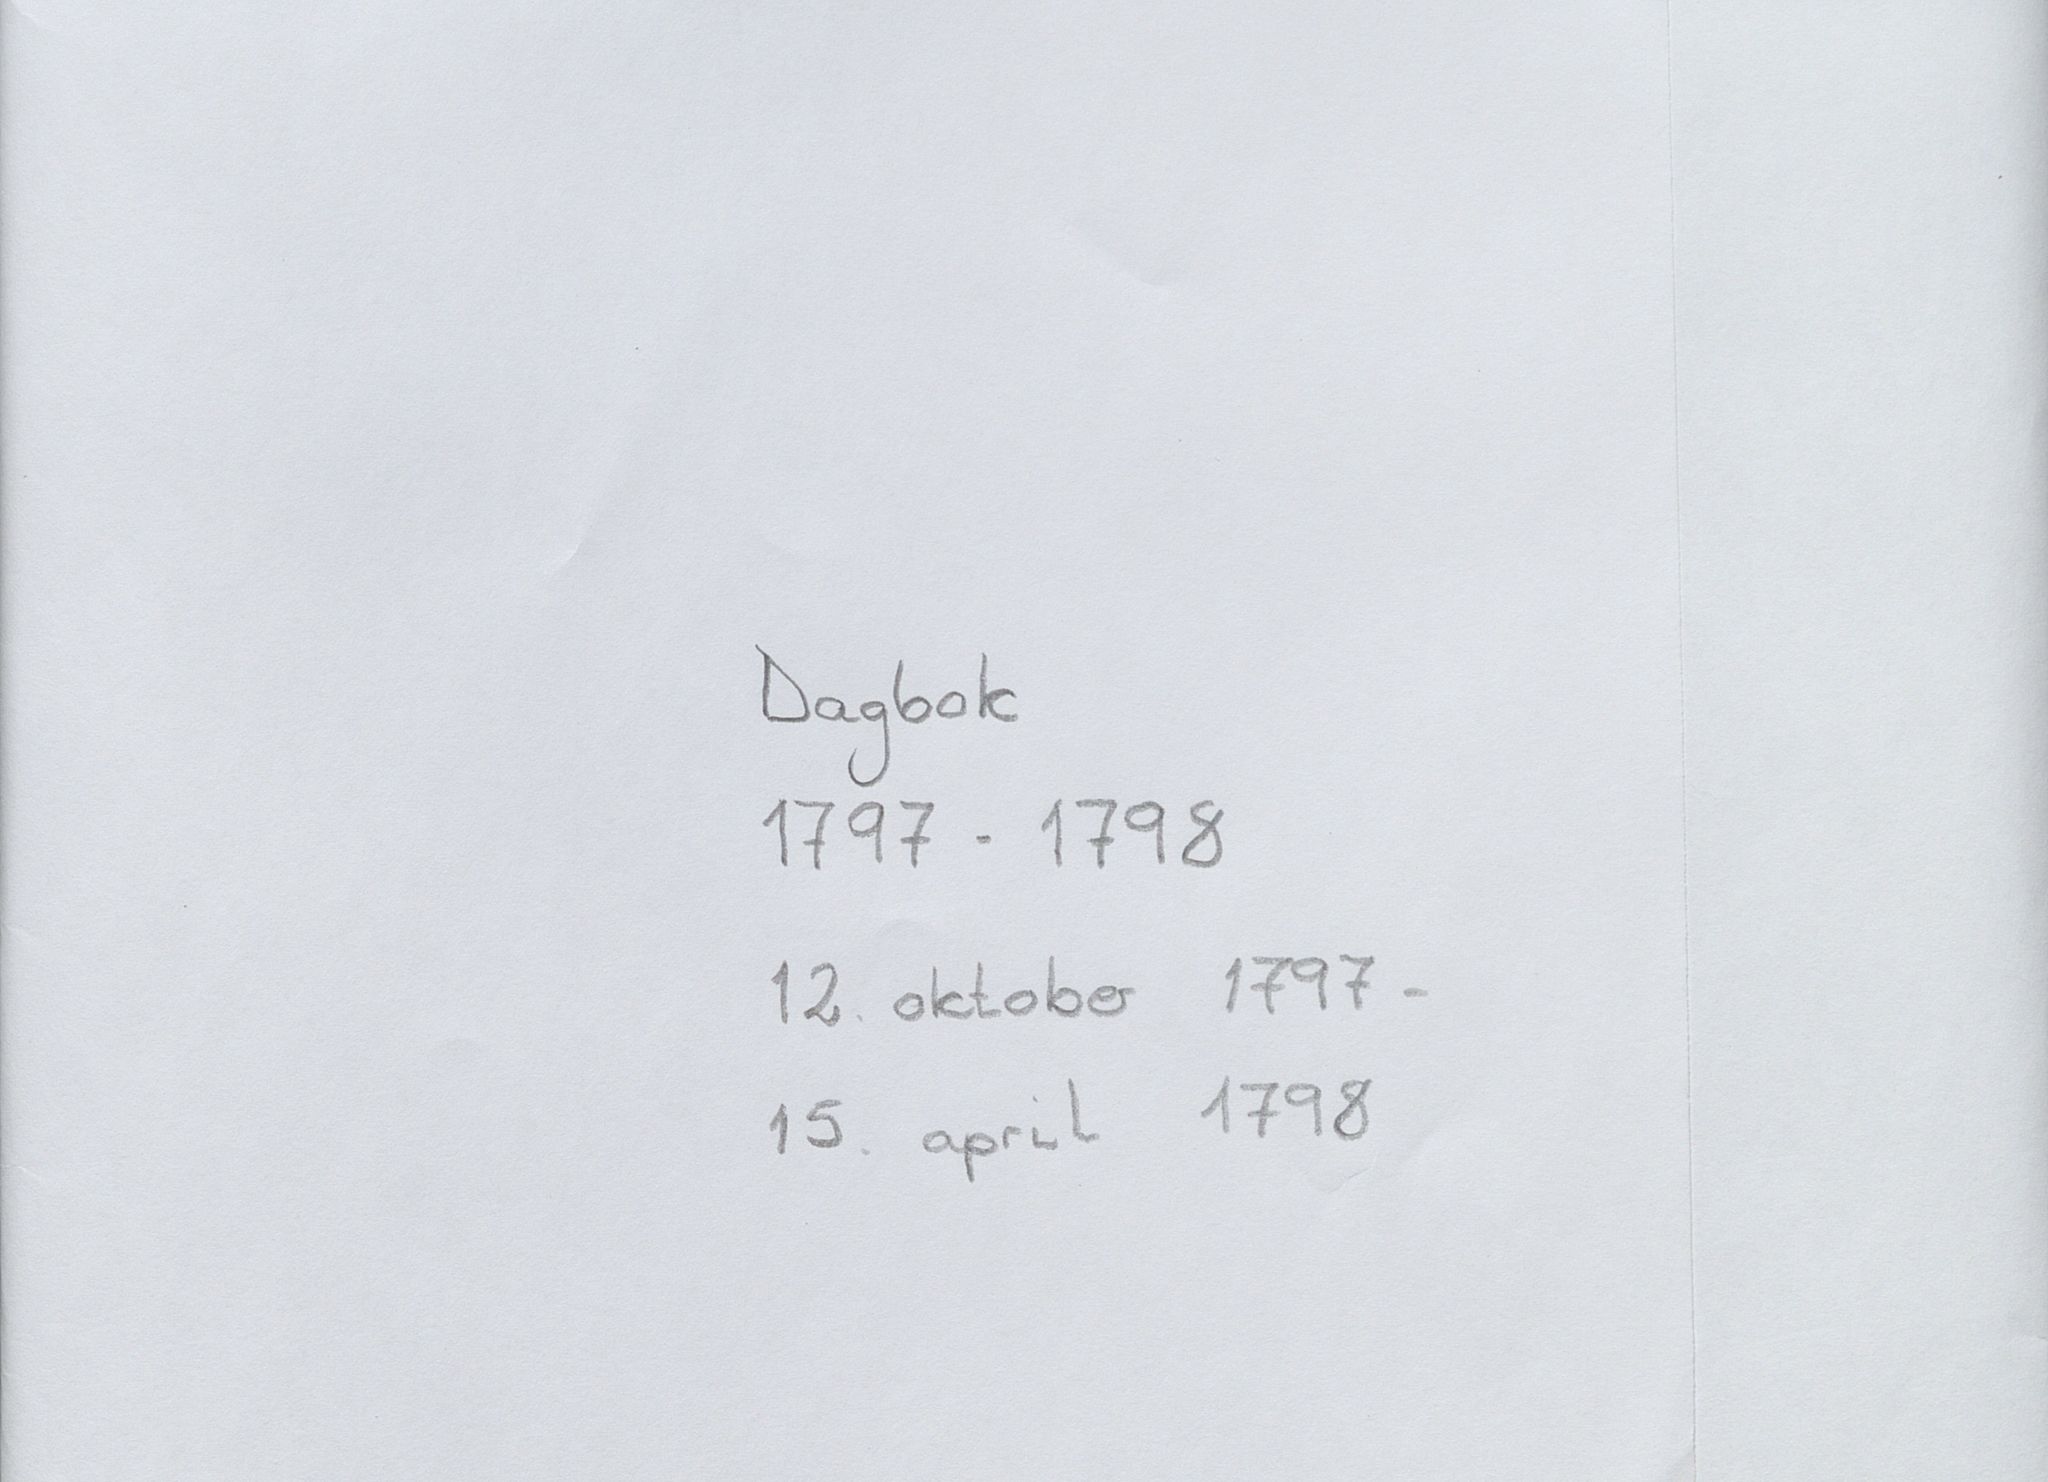 Dagbok
1797 - 1798
12. oktober 1797 -
15. april 1798